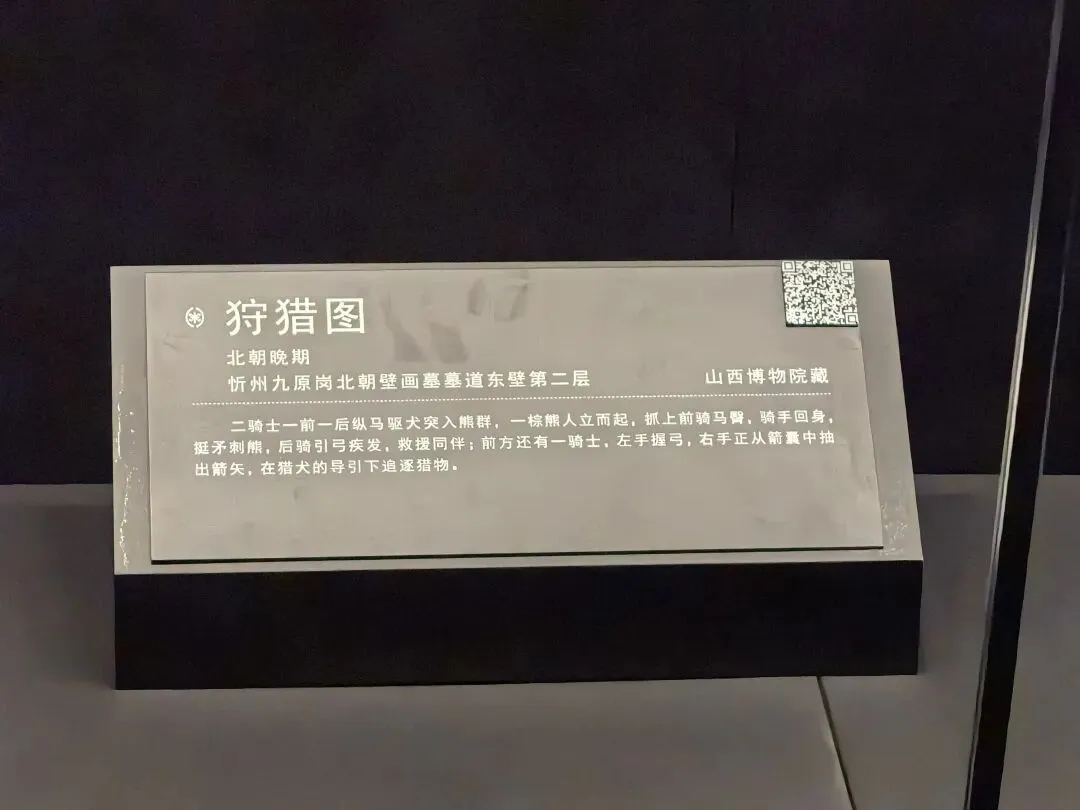 狩猎图
北朝晚期
忻州九原岗北朝壁画墓墓道东壁第二层
山西博物院藏
二骑士一前一后纵马驱犬突入熊群，一棕熊人立而起，抓上前骑马臀，骑手回身，
挺矛刺熊，后骑引弓疾发，救援同伴；前方还有一骑士，左手握弓，右手正从箭囊中抽
出箭矢，在猎犬的导引下追逐猎物。